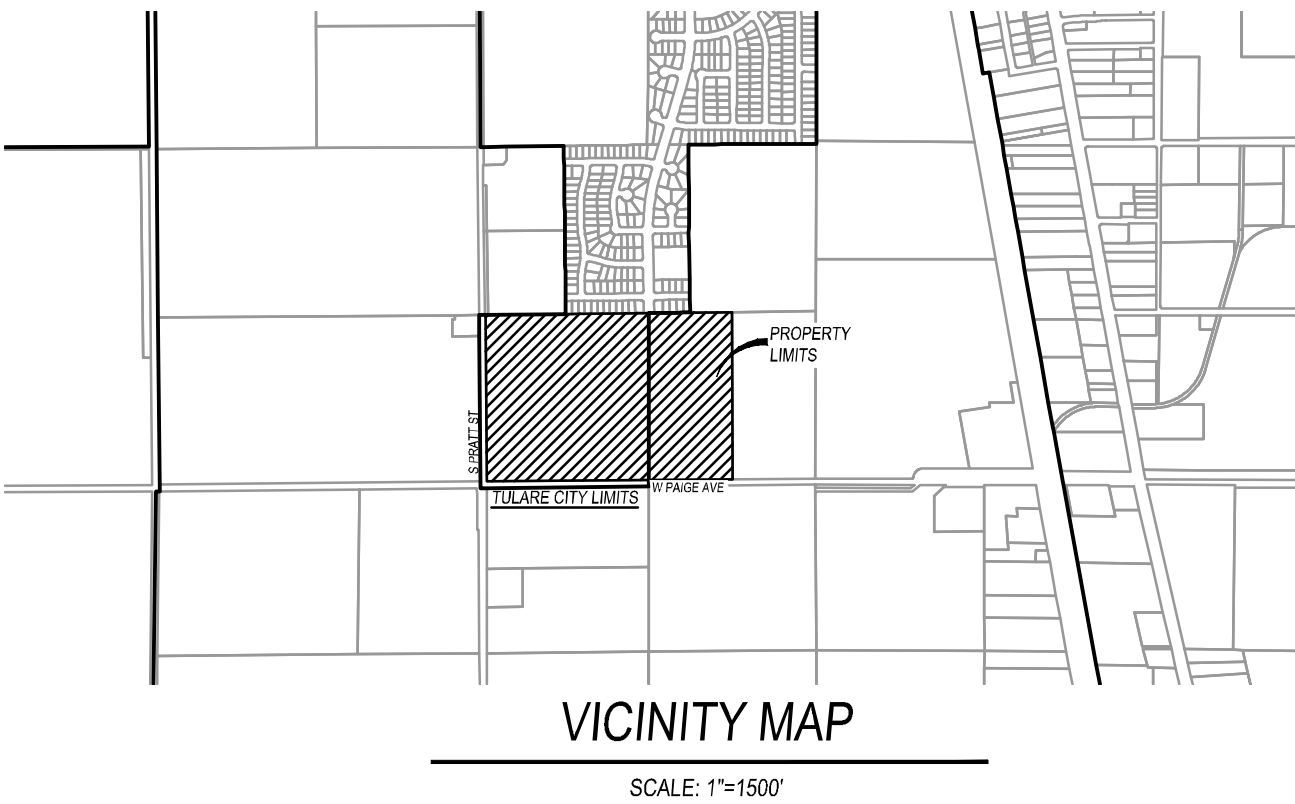 PROPERTY
LIMITS
S PRATT ST
TULARE CITY LIMITS
W PAIGE AVE
VICINITY MAP
SCALE: 1"=1500'